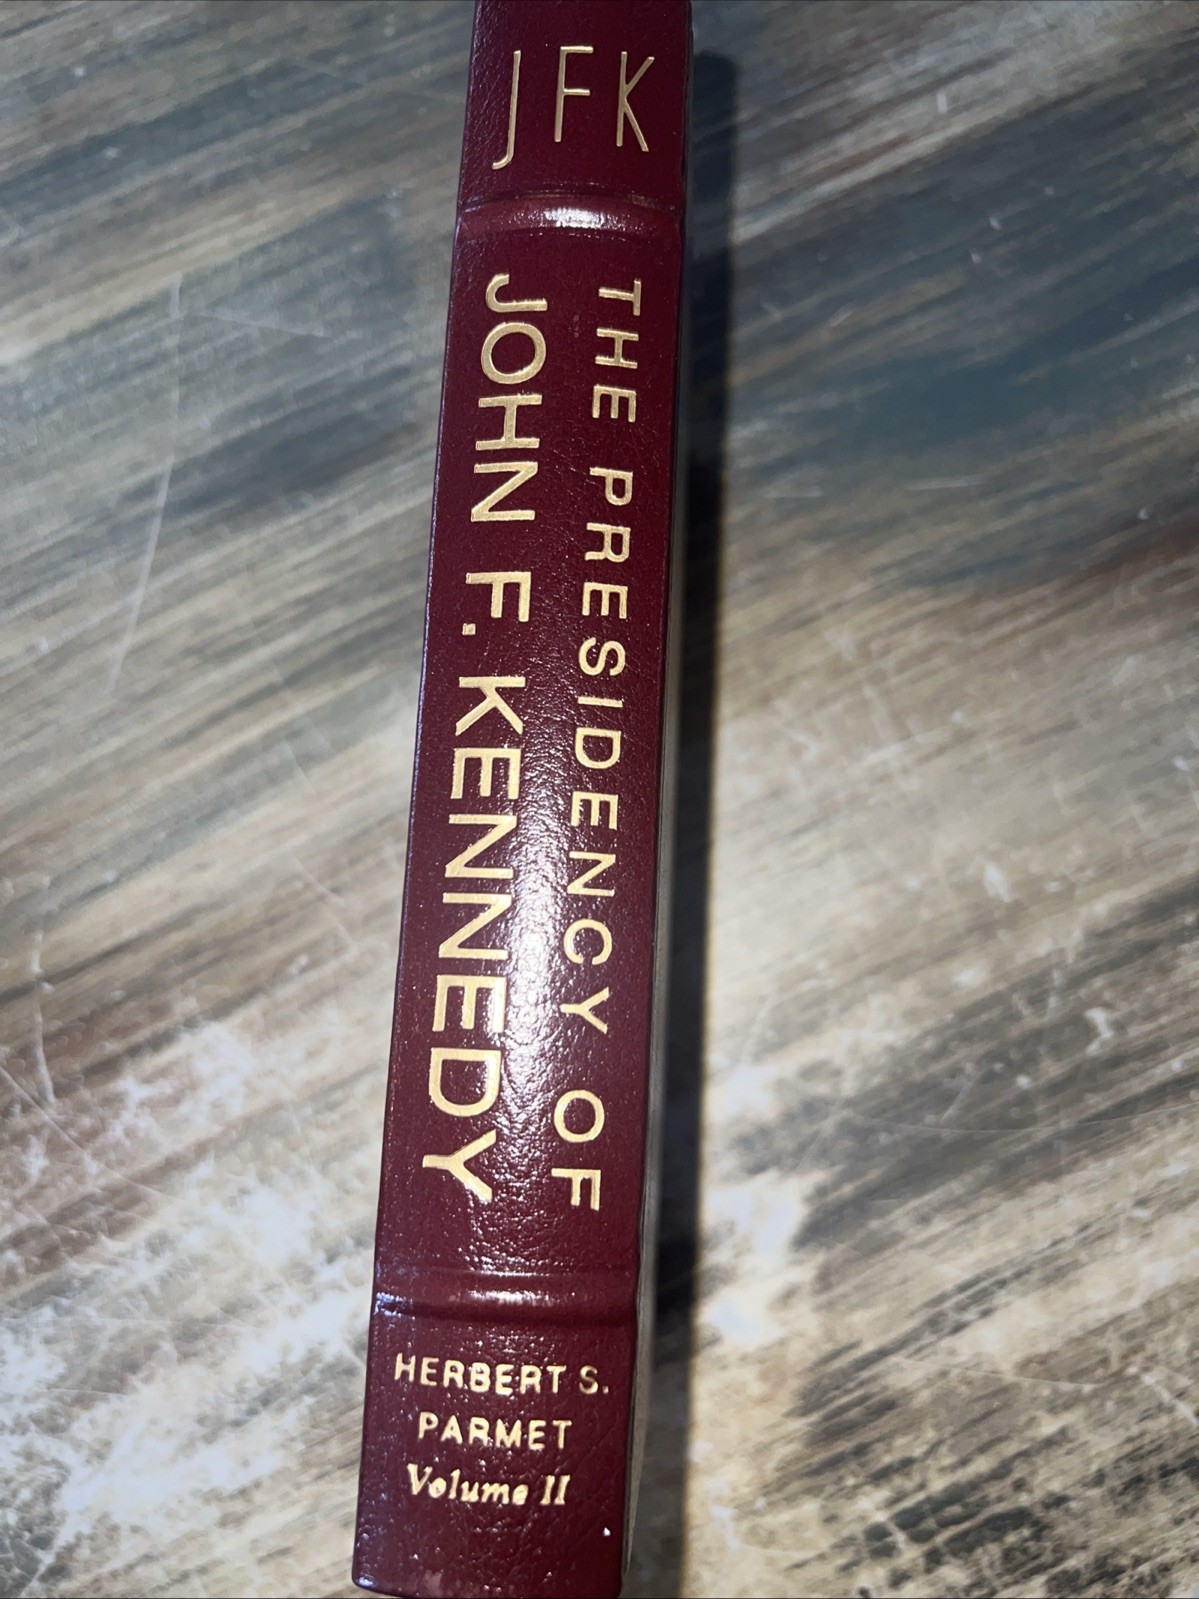 JFK
THE PRESIDENCY OF
JOHN F. KENNEDY
HERBERT S.
PARMET
Volume II